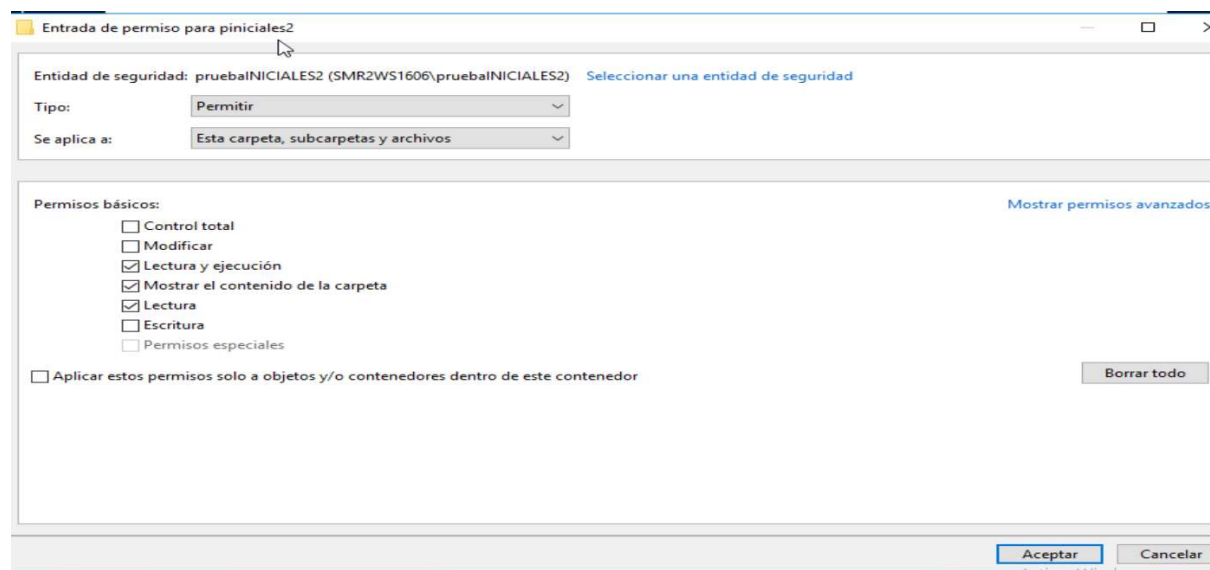 Entrada de permiso para piniciales2
Entidad de seguridad: pruebaINICIALES2 (SMR2WS1606\pruebaINICIALES2) Seleccionar una entidad de seguridad
Tipo: Permitir
Se aplica a: Esta carpeta, subcarpetas y archivos
Permisos básicos: Mostrar permisos avanzados
Control total
Modificar
Lectura y ejecución
Mostrar el contenido de la carpeta
Lectura
Escritura
Permisos especiales
Aplicar estos permisos solo a objetos y/o contenedores dentro de este contenedor Borrar todo
Aceptar Cancelar